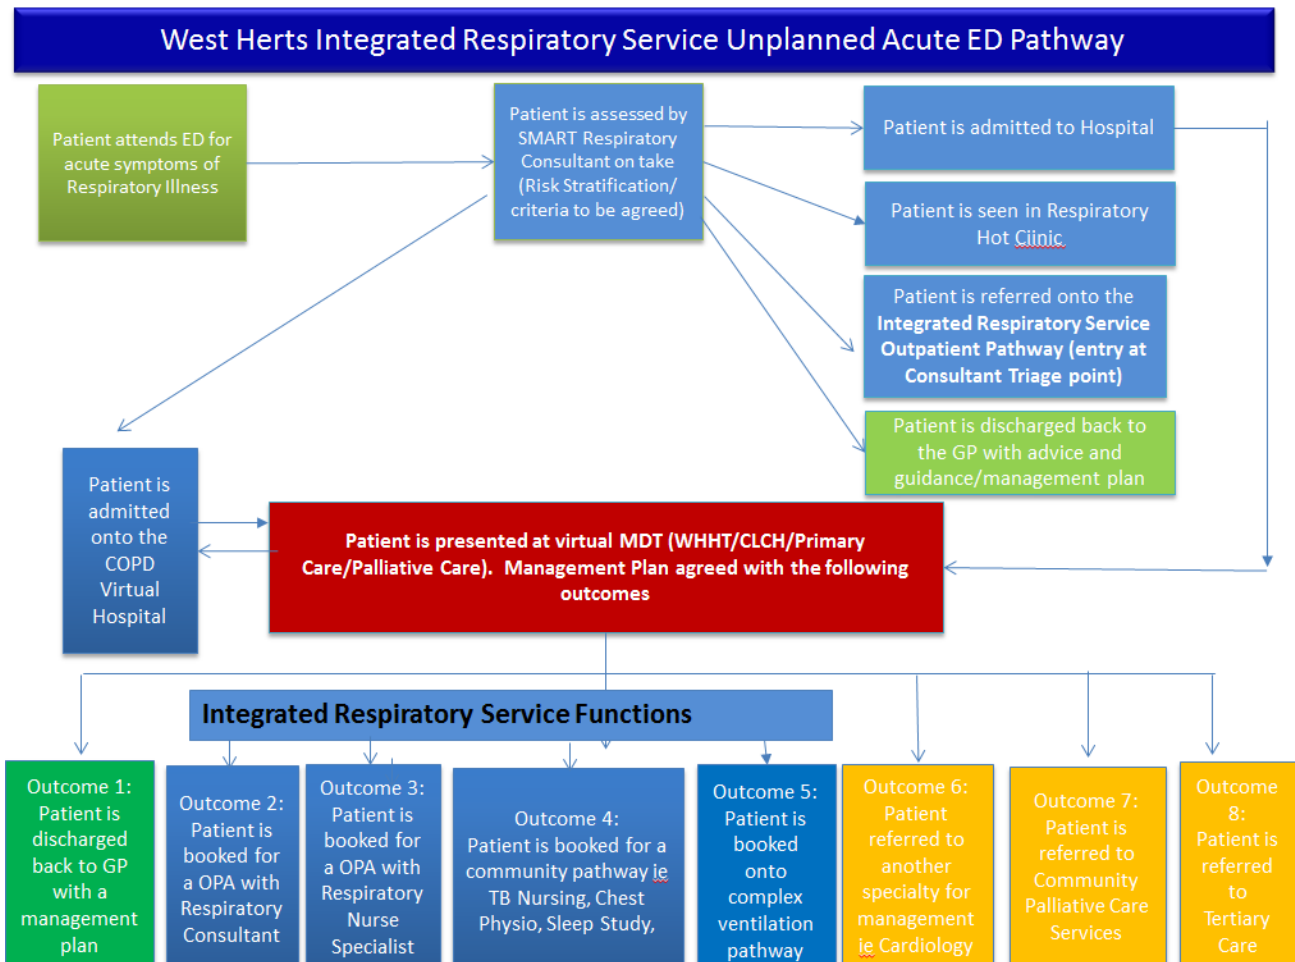 West Herts Integrated Respiratory Service Unplanned Acute ED Pathway
Patient attends ED for
acute symptoms of
Respiratory Illness
Patient is assessed by
SMART Respiratory
Consultant on take
(Risk Stratification/
criteria to be agreed)
Patient is admitted to Hospital
Patient is seen in Respiratory
Hot Ciinic
Patient is referred onto the
Integrated Respiratory Service
Outpatient Pathway (entry at
Consultant Triage point)
Patient is discharged back to
the GP with advice and
guidance/management plan
Patient is
admitted
onto the
COPD
Virtual
Hospital
Patient is presented at virtual MDT (WHHT/CLCH/Primary
Care/Palliative Care). Management Plan agreed with the following
outcomes
Integrated Respiratory Service Functions
Outcome 1:
Patient is
discharged
back to GP
with a
management
plan
Outcome 2:
Patient is
booked for
a OPA with
Respiratory
Consultant
Outcome 3:
Patient is
booked for
a OPA with
Respiratory
Nurse
Specialist
Outcome 4:
Patient is booked for a
community pathway ie
TB Nursing, Chest
Physio, Sleep Study,
Outcome 5:
Patient is
booked
onto
complex
ventilation
pathway
Outcome 6:
Patient
referred to
another
specialty for
management
ie Cardiology
Outcome 7:
Patient is
referred to
Community
Palliative Care
Services
Outcome
8:
Patient is
referred
to
Tertiary
Care